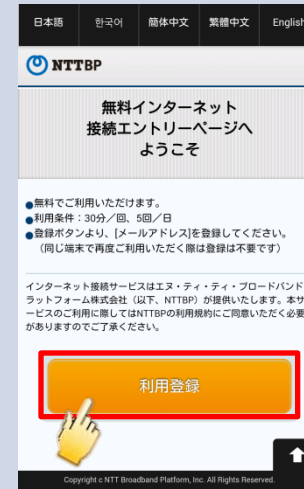 日本語 한국어 簡体中文 繁體中文 English
NTTBP
無料インターネット
接続エントリーページへ
ようこそ
●無料でご利用いただけます。
●利用条件：30分／回、5回／日
●登録ボタンより、[メールアドレス]を登録してください。
（同じ端末で再度ご利用いただく際は登録は不要です）
インターネット接続サービスはエヌ・ティ・ティ・ブロードバンド
ラットフォーム株式会社（以下、NTTBP）が提供いたします。本サ
ービスのご利用に際してはNTTBPの利用規約にご同意いただく必要
がありますのでご了承ください。
利用登録
Copyright c NTT Broadband Platform, Inc. All Rights Reserved.